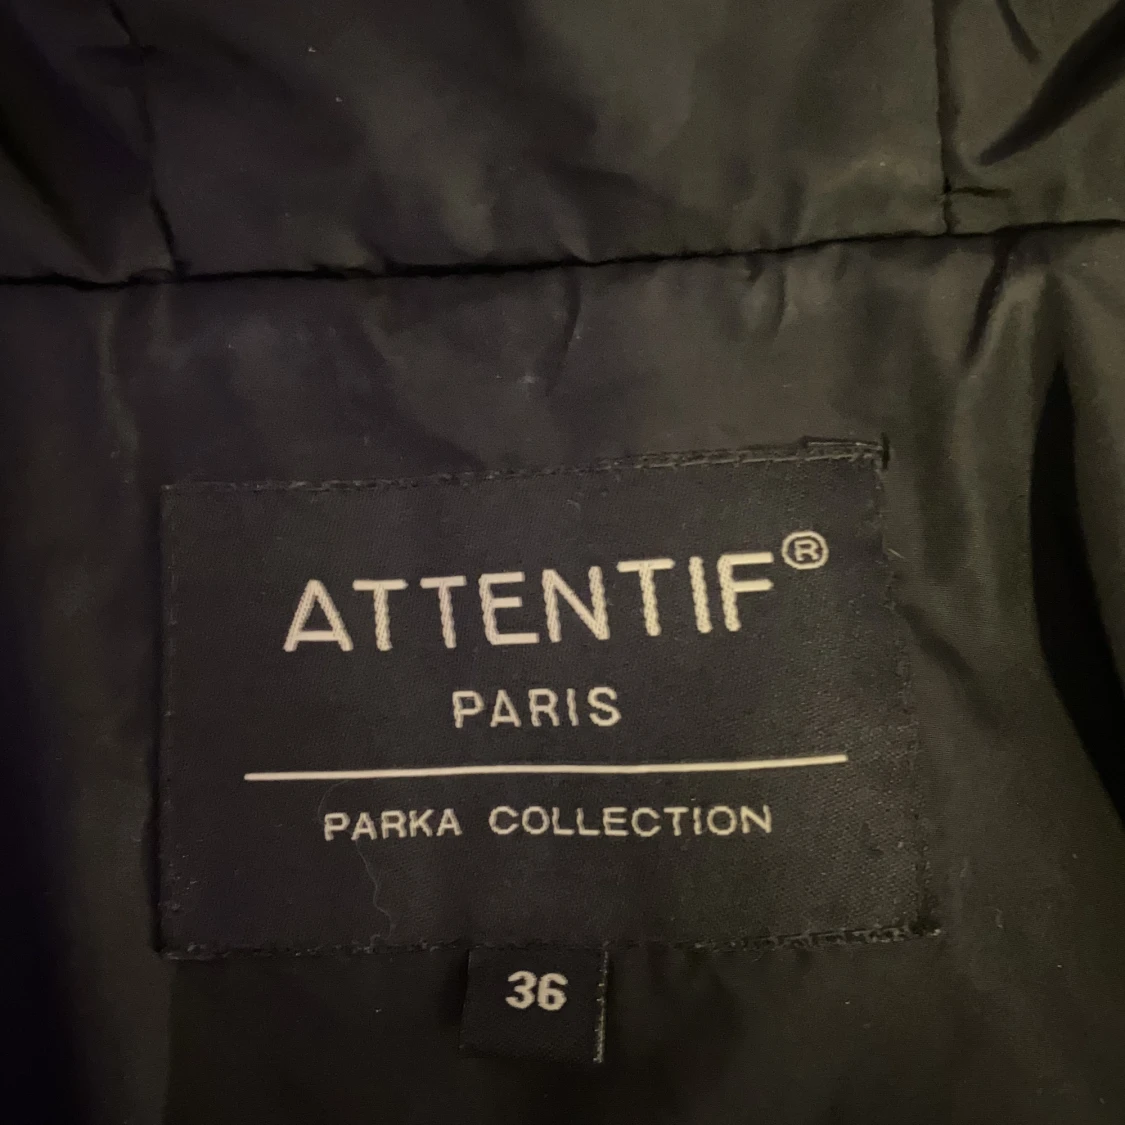 ATTENTIF®
PARIS
PARKA COLLECTION
36